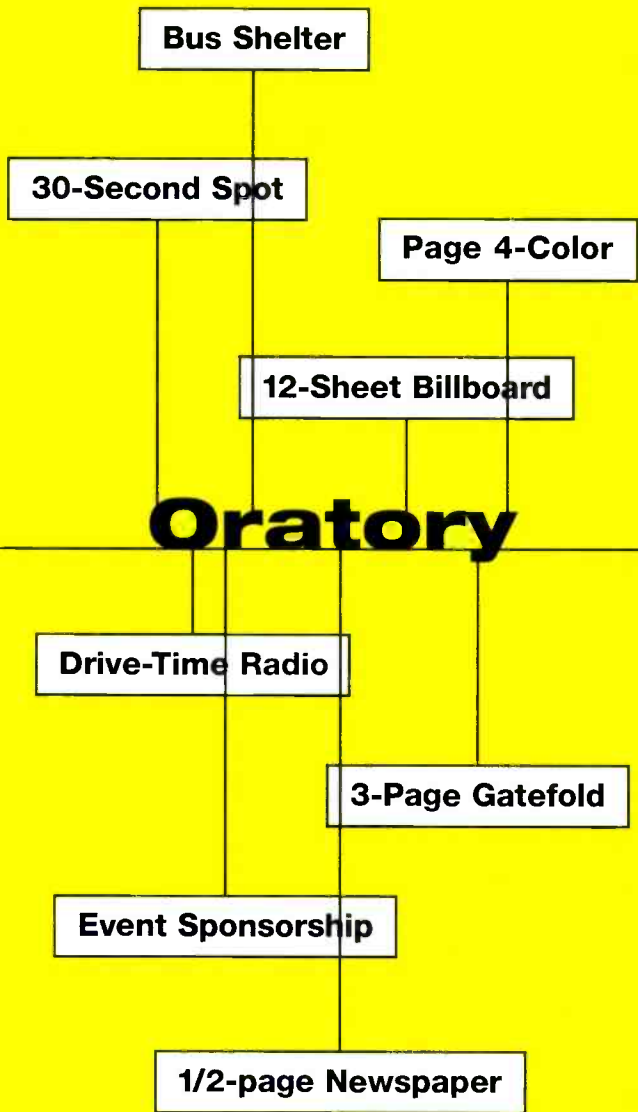 Bus Shelter
30-Second Spot
Page 4-Color
12-Sheet Billboard
Oratory
Drive-Time Radio
3-Page Gatefold
Event Sponsorship
1/2-page Newspaper